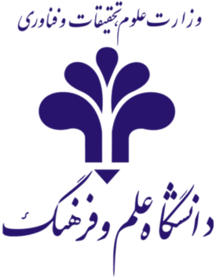 وزارت علوم، تحقیقات و فناوری
دانشگاه علم و فرهنگ